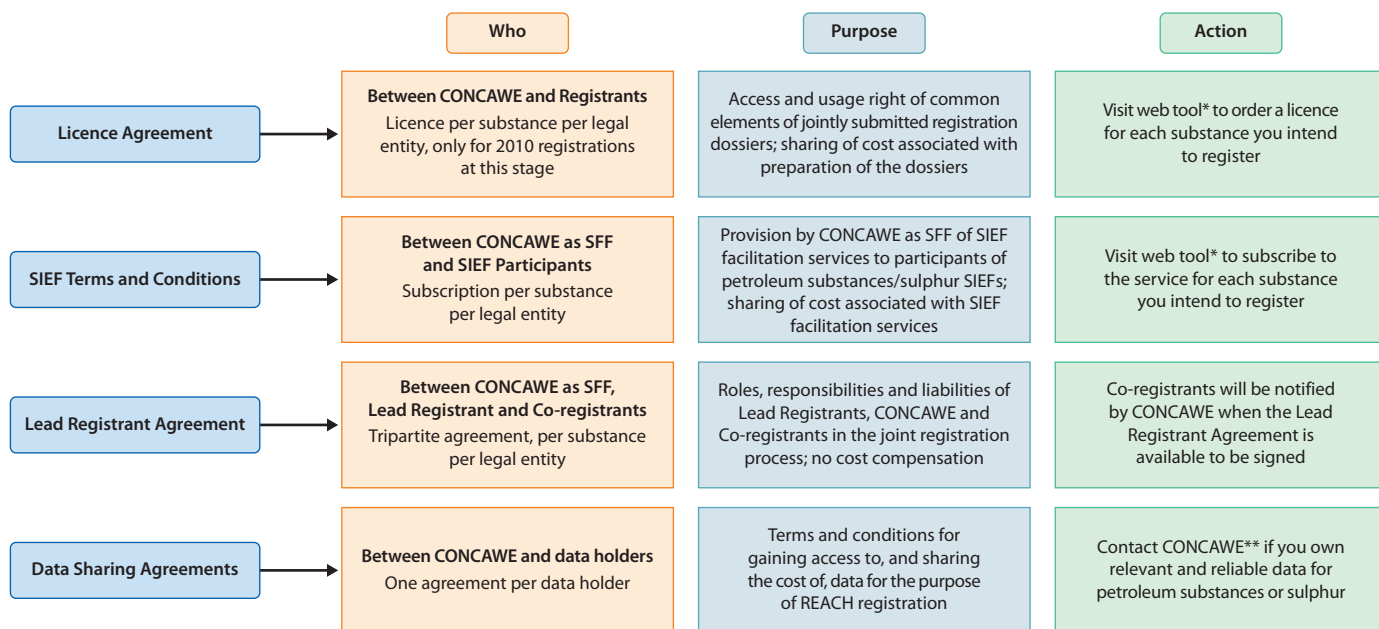 Who
Purpose
Action
Licence Agreement
Between CONCAWE and Registrants
Licence per substance per legal
entity, only for 2010 registrations
at this stage
Access and usage right of common
elements of jointly submitted registration
dossiers; sharing of cost associated with
preparation of the dossiers
Visit web tool* to order a licence
for each substance you intend
to register
SIEF Terms and Conditions
Between CONCAWE as SFF
and SIEF Participants
Subscription per substance
per legal entity
Provision by CONCAWE as SFF of SIEF
facilitation services to participants of
petroleum substances/sulphur SIEFs;
sharing of cost associated with SIEF
facilitation services
Visit web tool* to subscribe to
the service for each substance
you intend to register
Lead Registrant Agreement
Between CONCAWE as SFF,
Lead Registrant and Co-registrants
Tripartite agreement, per substance
per legal entity
Roles, responsibilities and liabilities of
Lead Registrants, CONCAWE and
Co-registrants in the joint registration
process; no cost compensation
Co-registrants will be notified
by CONCAWE when the Lead
Registrant Agreement is
available to be signed
Data Sharing Agreements
Between CONCAWE and data holders
One agreement per data holder
Terms and conditions for
gaining access to, and sharing
the cost of, data for the purpose
of REACH registration
Contact CONCAWE** if you own
relevant and reliable data for
petroleum substances or sulphur